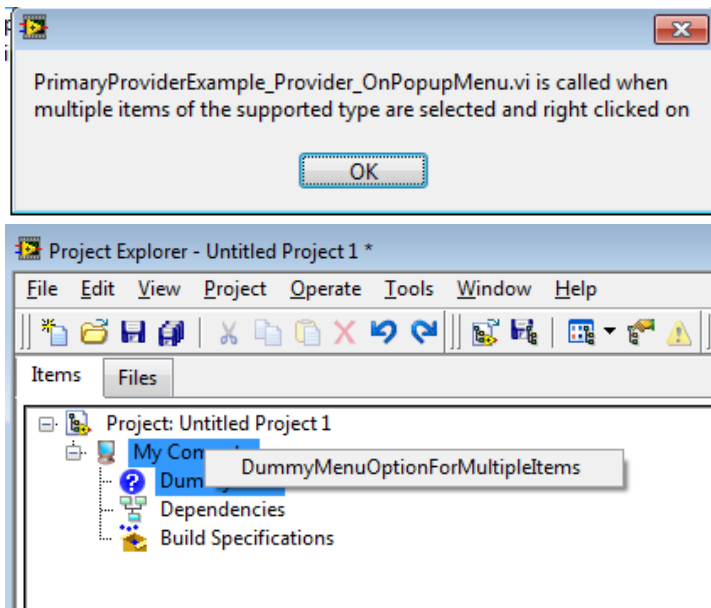 PrimaryProviderExample_Provider_OnPopupMenu.vi is called when
multiple items of the supported type are selected and right clicked on
OK
Project Explorer - Untitled Project 1 *
File Edit View Project Operate Tools Window Help
Items Files
Project: Untitled Project 1
My
DummyMenuOptionForMultipleItems
Dependencies
Build Specifications